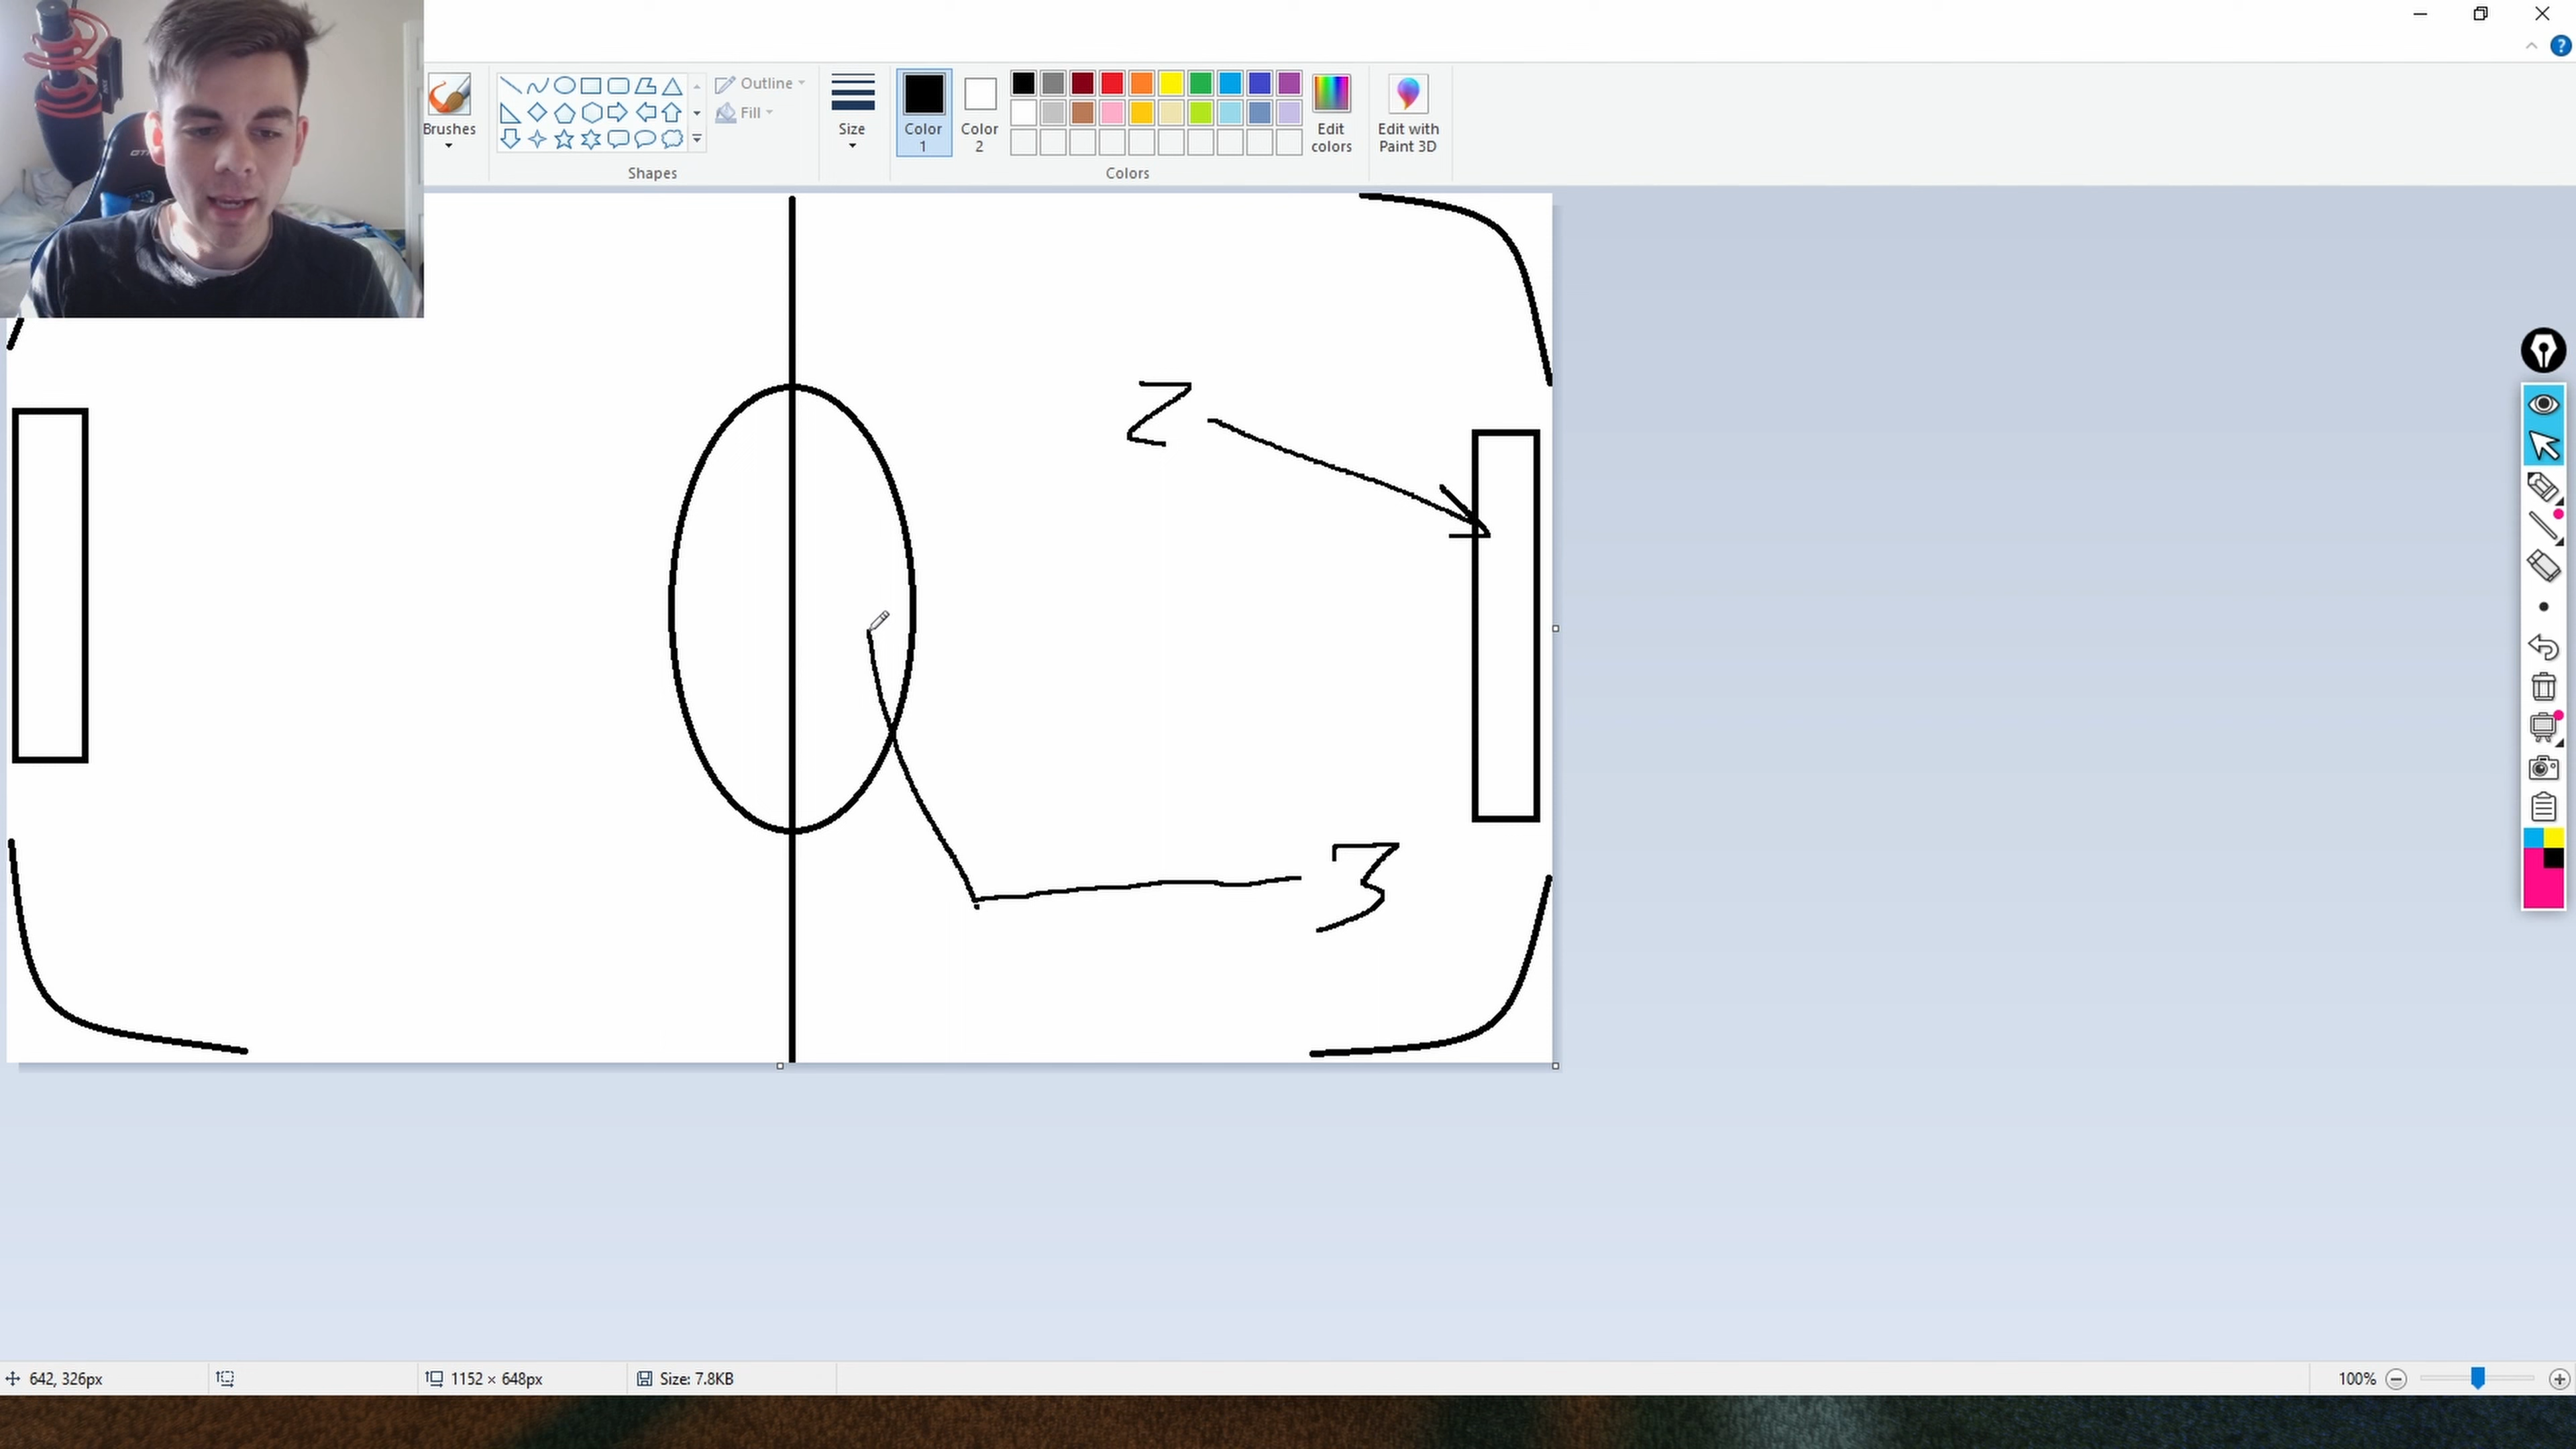 Brushes
Outline
Fill
Shapes
Size
Color
1
Color
2
Colors
Edit
colors
Edit with
Paint 3D
2
3
642, 326px
1152 × 648px
Size: 7.8KB
100%